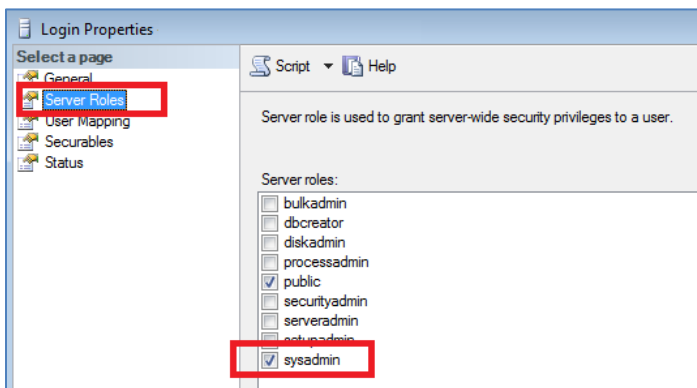 Login Properties
Select a page
General
Server Roles
User Mapping
Securables
Status
Script
Help
Server role is used to grant server-wide security privileges to a user.
Server roles:
bulkadmin
dbcreator
diskadmin
processadmin
public
securityadmin
serveradmin
setupadmin
sysadmin